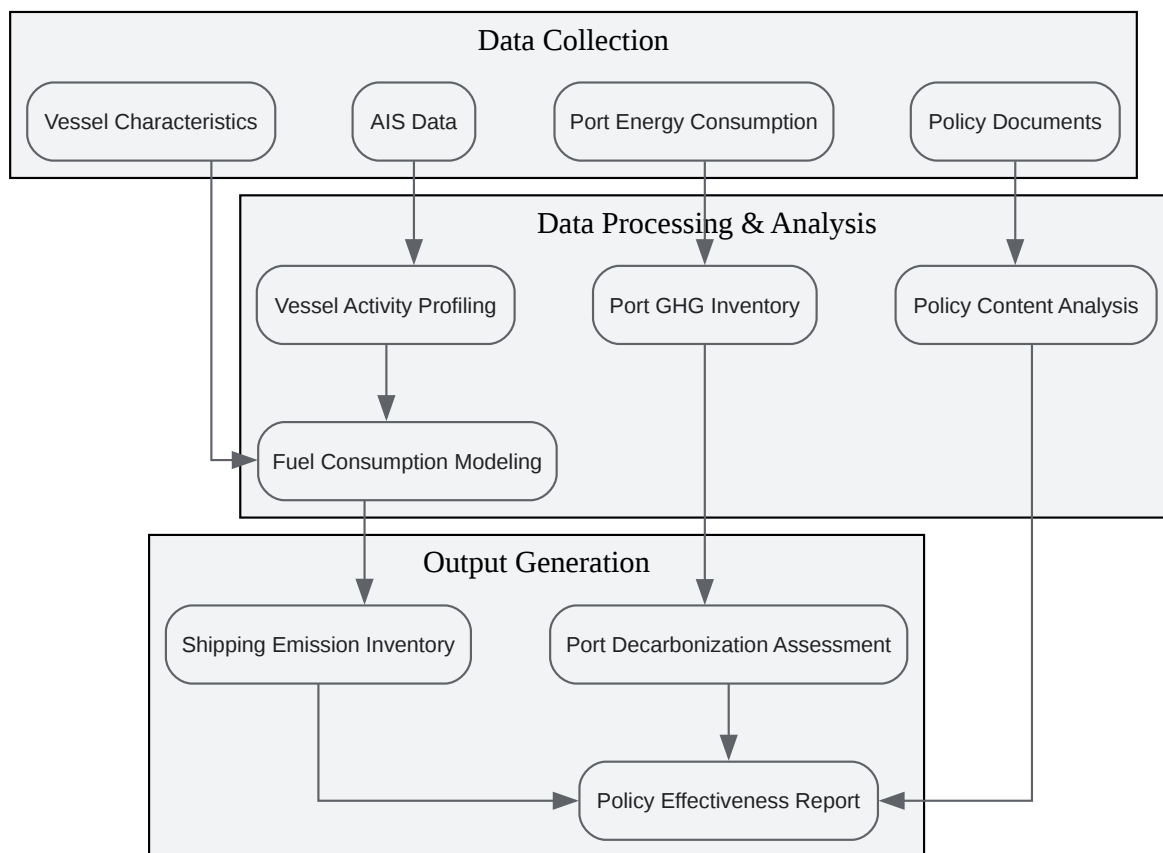 Data Collection
Vessel Characteristics
AIS Data
Port Energy Consumption
Policy Documents
Data Processing & Analysis
Vessel Activity Profiling
Port GHG Inventory
Policy Content Analysis
Fuel Consumption Modeling
Output Generation
Shipping Emission Inventory
Port Decarbonization Assessment
Policy Effectiveness Report